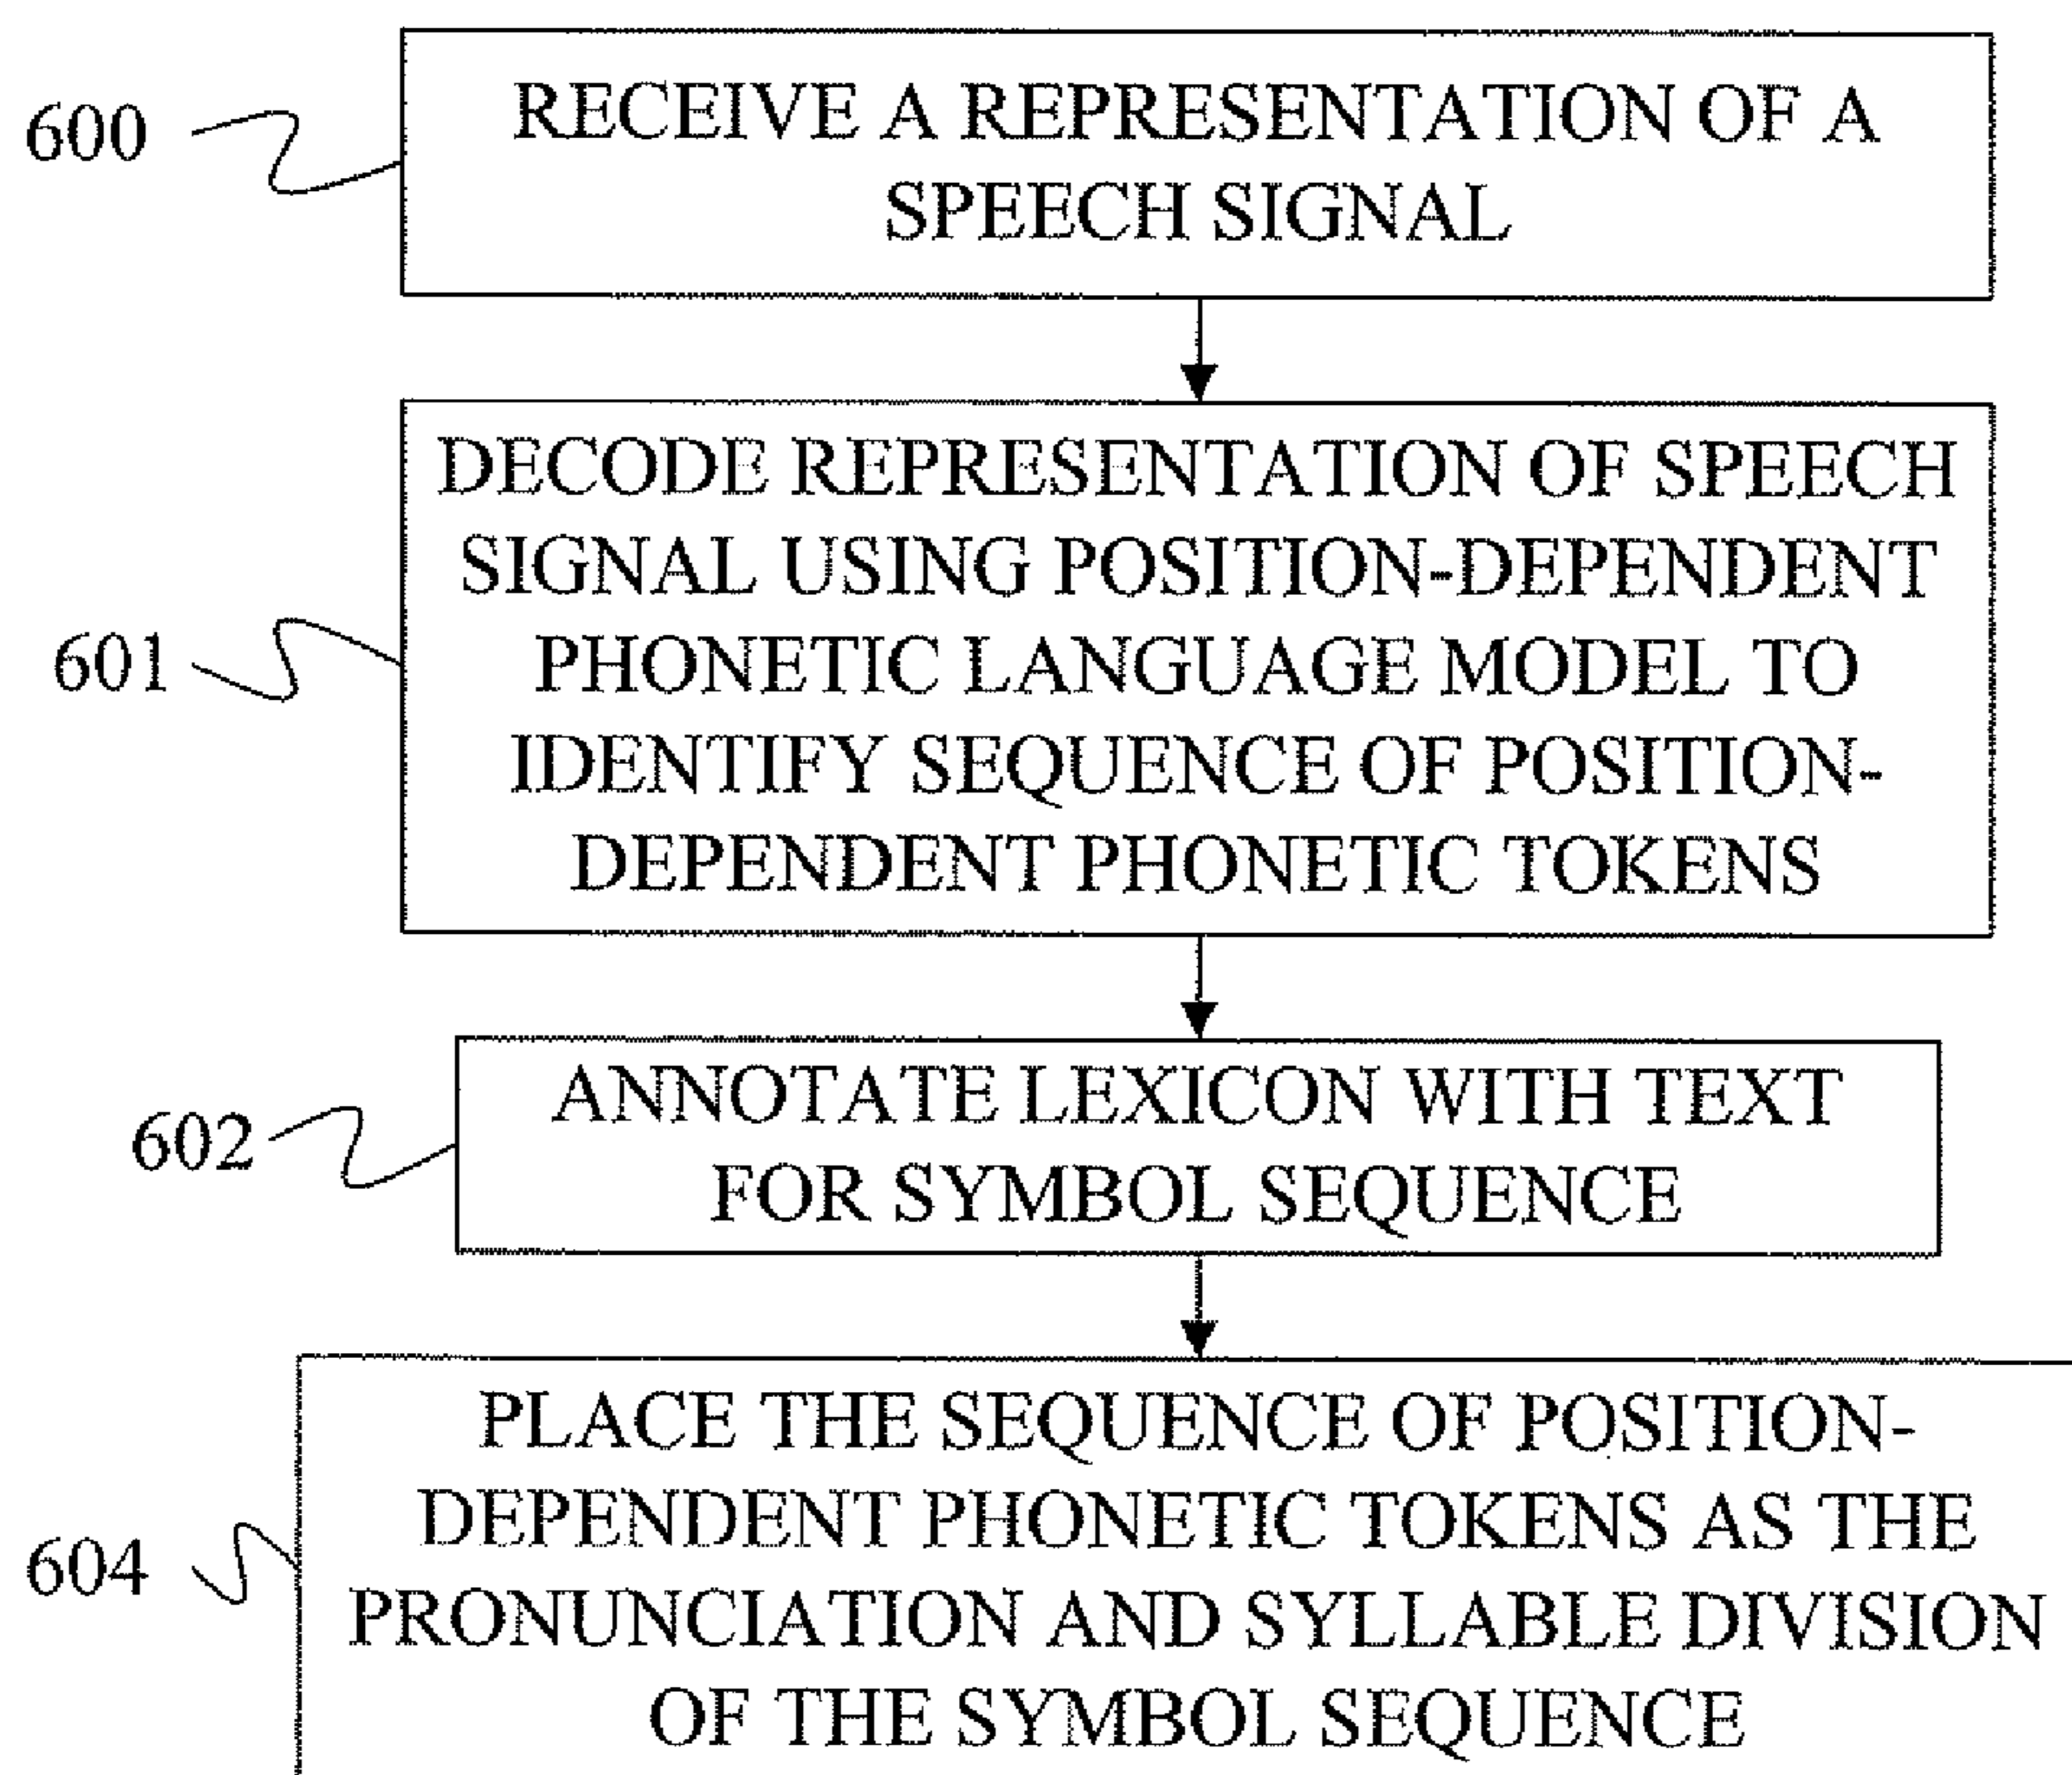 600
RECEIVE A REPRESENTATION OF A
SPEECH SIGNAL
601
DECODE REPRESENTATION OF SPEECH
SIGNAL USING POSITION-DEPENDENT
PHONETIC LANGUAGE MODEL TO
IDENTIFY SEQUENCE OF POSITION-
DEPENDENT PHONETIC TOKENS
602
ANNOTATE LEXICON WITH TEXT
FOR SYMBOL SEQUENCE
604
PLACE THE SEQUENCE OF POSITION-
DEPENDENT PHONETIC TOKENS AS THE
PRONUNCIATION AND SYLLABLE DIVISION
OF THE SYMBOL SEQUENCE